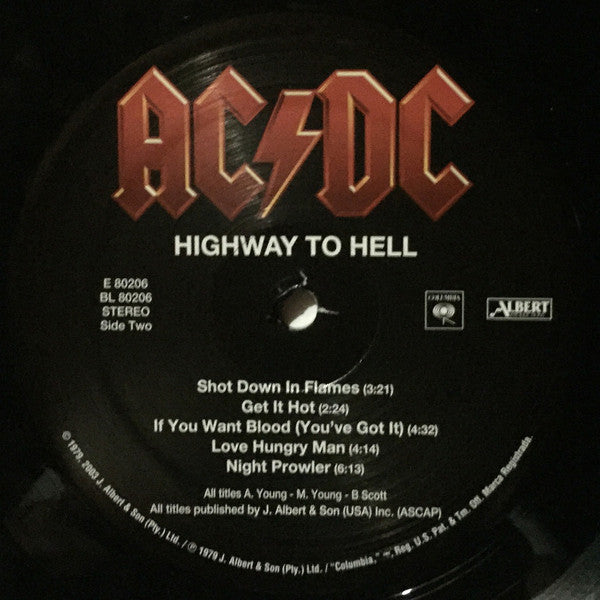 AC DC
HIGHWAY TO HELL
E 80206
BL 80206
STEREO
Side Two
COLUMBIA
ALBERT
Shot Down In Flames (3:21)
Get It Hot (2:24)
If You Want Blood (You've Got It) (4:32)
Love Hungry Man (4:14)
Night Prowler (6:13)
All titles A. Young - M. Young - B Scott
All titles published by J. Albert & Son (USA) Inc. (ASCAP)
© 1979, 2003 J. Albert & Son (Pty.) Ltd. / ℗ 1979 J. Albert & Son (Pty.) Ltd. / "Columbia," Reg. U.S. Pat. & Tm. Off. Marca Registrada.